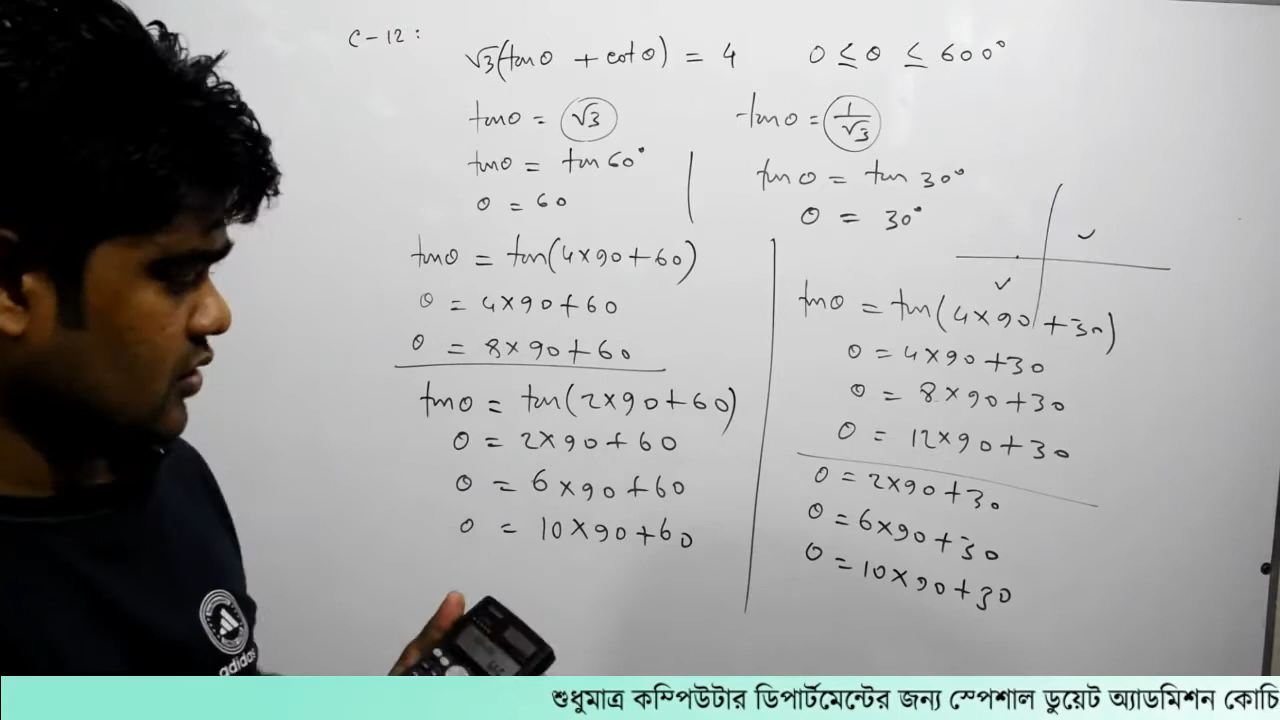 C-12:
√3(tanθ + cotθ) = 4 0 ≤ θ ≤ 600°
tanθ = √3
tanθ = tan 60°
θ = 60
tanθ = 1/√3
tanθ = tan 30°
θ = 30°
tanθ = tan(4×90+60)
θ = 4×90+60
θ = 8×90+60
tanθ = tan(2×90+60)
θ = 2×90+60
θ = 6×90+60
θ = 10×90+60
tanθ = tan(4×90+30)
θ = 4×90+30
θ = 8×90+30
θ = 12×90+30
θ = 2×90+30
θ = 6×90+30
θ = 10×90+30
adidas
শুধুমাত্র কম্পিউটার ডিপার্টমেন্টের জন্য স্পেশাল ডুয়েট অ্যাডমিশন কোচি